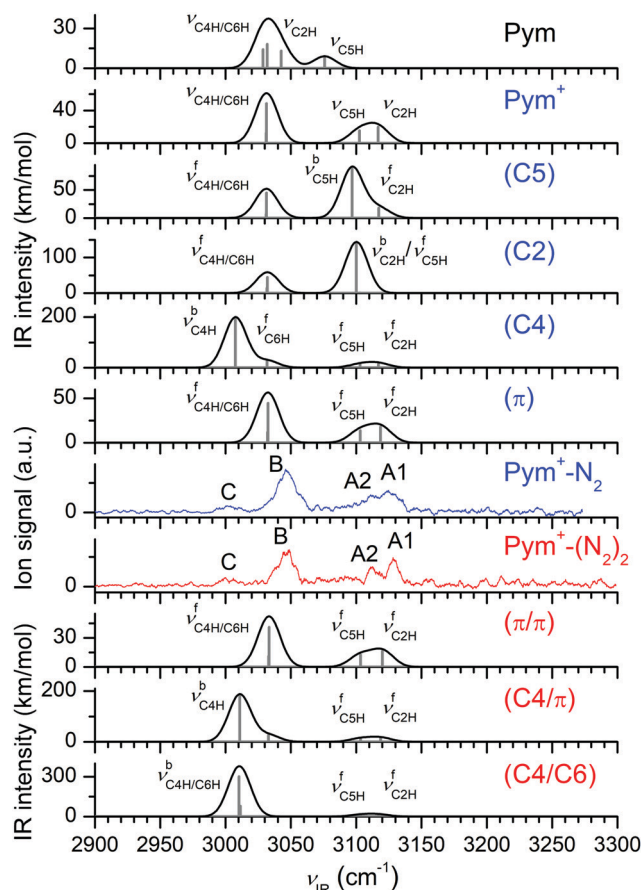 30
0
ν_C4H/C6H
ν_C2H
ν_C5H
Pym
40
0
ν_C4H/C6H
ν_C5H
ν_C2H
Pym⁺
50
0
ν^f_C4H/C6H
ν^b_C5H
ν^f_C2H
(C5)
100
0
ν^f_C4H/C6H
ν^b_C2H/ν^f_C5H
(C2)
200
100
0
ν^b_C4H
ν^f_C6H
ν^f_C5H
ν^f_C2H
(C4)
50
0
ν^f_C4H/C6H
ν^f_C5H
ν^f_C2H
(π)
IR intensity (km/mol)
0
C
B
A2
A1
Pym⁺-N₂
0
C
B
A2
A1
Pym⁺-(N₂)₂
Ion signal (a.u.)
30
0
ν^f_C4H/C6H
ν^f_C5H
ν^f_C2H
(π/π)
200
0
ν^b_C4H
ν^f_C5H
ν^f_C2H
(C4/π)
300
0
ν^b_C4H/C6H
ν^f_C5H
ν^f_C2H
(C4/C6)
IR intensity (km/mol)
2900 2950 3000 3050 3100 3150 3200 3250 3300
ν_IR (cm⁻¹)